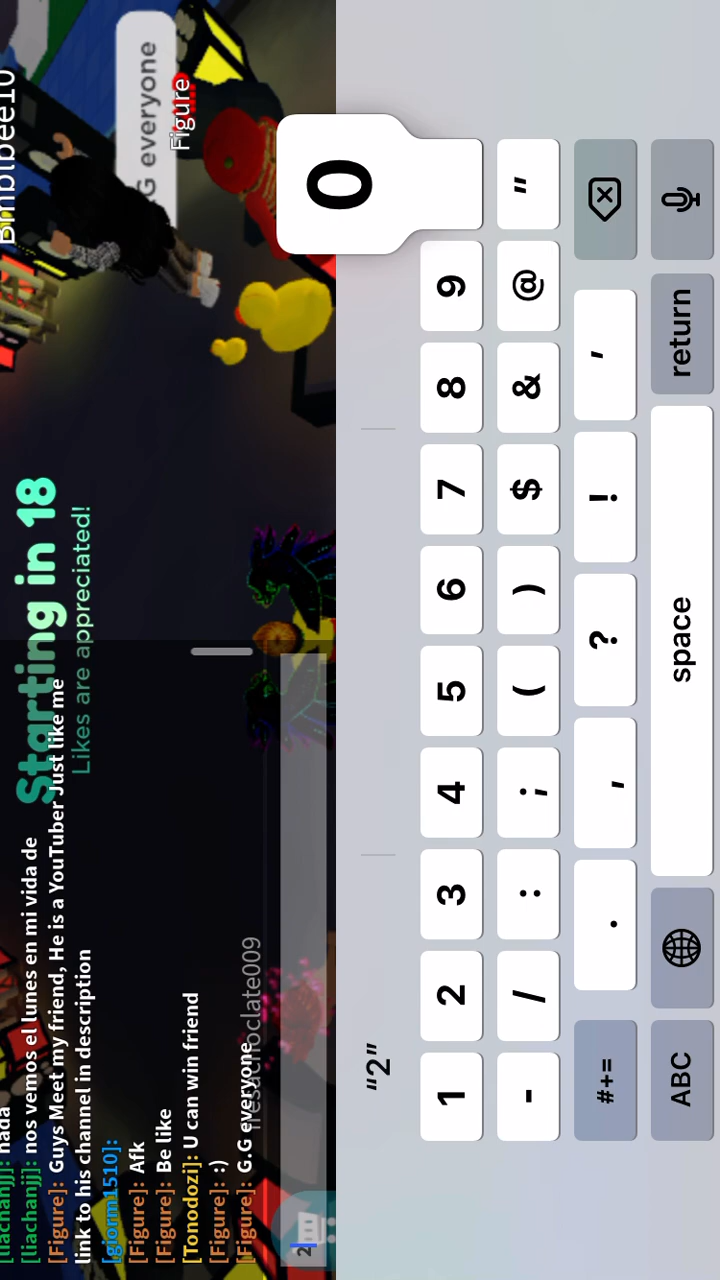 [liachanjj]: nada
[liachanjj]: nos vemos el lunes en mi vida de
[Figure]: Guys Meet my friend, He is a YouTuber Just like me
link to his channel in description
[giorm1510]:
[Figure]: Afk
[Figure]: Be like
[Tonodozi]: U can win friend
[Figure]: :)
[Figure]: G.G everyone
2
Starting in 18
Likes are appreciated!
G everyone
Figure
"2"
1 2 3 4 5 6 7 8 9 0
- / : ; ( ) $ & @ "
#+= . , ? ! '
ABC space return